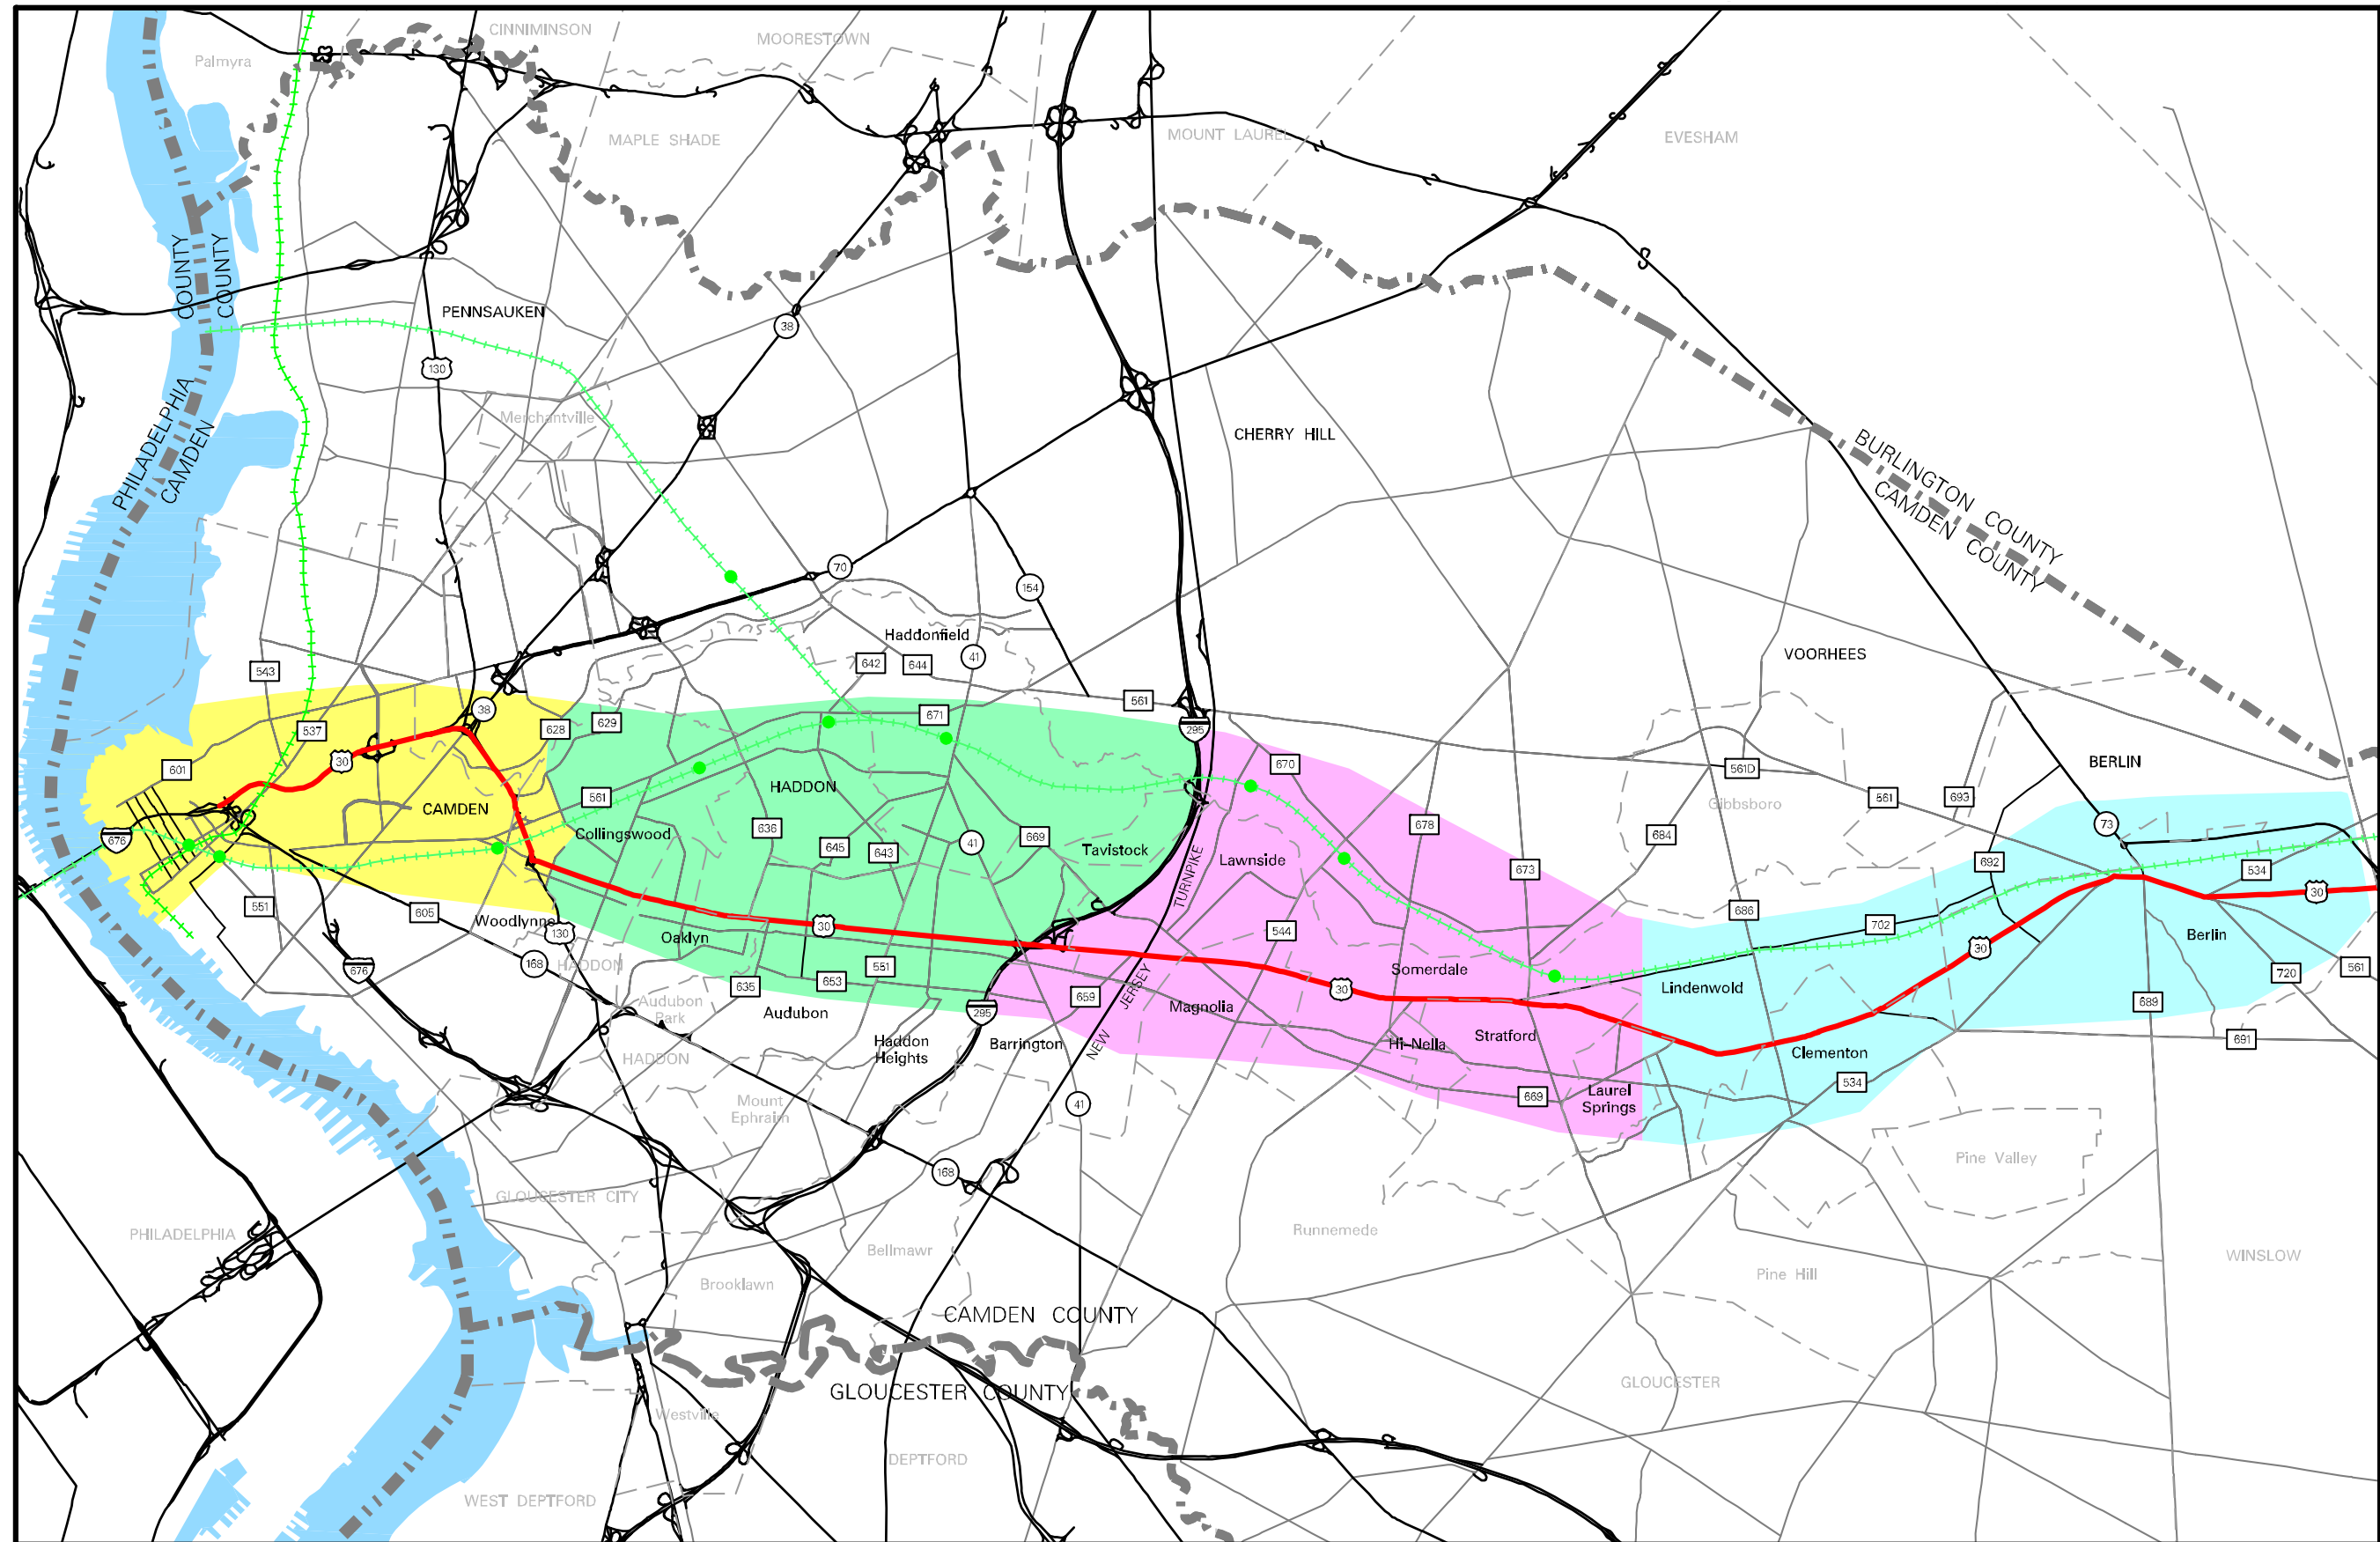 CINNIMINSON
MOORESTOWN
Palmyra
MAPLE SHADE
MOUNT LAUREL
EVESHAM
COUNTY
COUNTY
PENNSAUKEN
38
130
PHILADELPHIA
CAMDEN
Merchantville
CHERRY HILL
BURLINGTON COUNTY
CAMDEN COUNTY
70
154
Haddonfield
41
642
644
543
VOORHEES
561
38
671
628
629
537
295
30
601
670
561D
BERLIN
HADDON
CAMDEN
561
Gibbsboro
561
693
73
676
Collingswood
636
645
643
41
669
Tavistock
678
684
Lawnside
TURNPIKE
673
692
534
30
551
605
Woodlynne
130
30
686
702
Oaklyn
544
Berlin
30
168
HADDON
676
551
653
635
Somerdale
30
Lindenwold
720
561
Audubon
Park
Audubon
659
JERSEY
Magnolia
689
295
HADDON
Haddon
Heights
Barrington
NEW
Hi-Nella
Stratford
Clementon
691
534
Mount
Ephraim
41
669
Laurel
Springs
168
Pine Valley
GLOUCESTER CITY
PHILADELPHIA
Runnemede
Bellmawr
WINSLOW
Brooklawn
Pine Hill
CAMDEN COUNTY
GLOUCESTER COUNTY
GLOUCESTER
Westville
DEPTFORD
WEST DEPTFORD